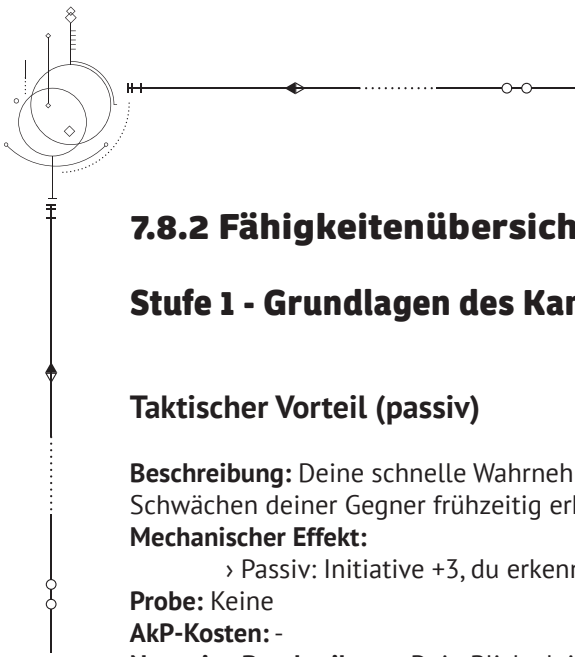 7.8.2 Fähigkeitenübersich
Stufe 1 - Grundlagen des Kar
Taktischer Vorteil (passiv)
Beschreibung: Deine schnelle Wahrneh
Schwächen deiner Gegner frühzeitig erl
Mechanischer Effekt:
› Passiv: Initiative +3, du erkenn
Probe: Keine
AkP-Kosten: -